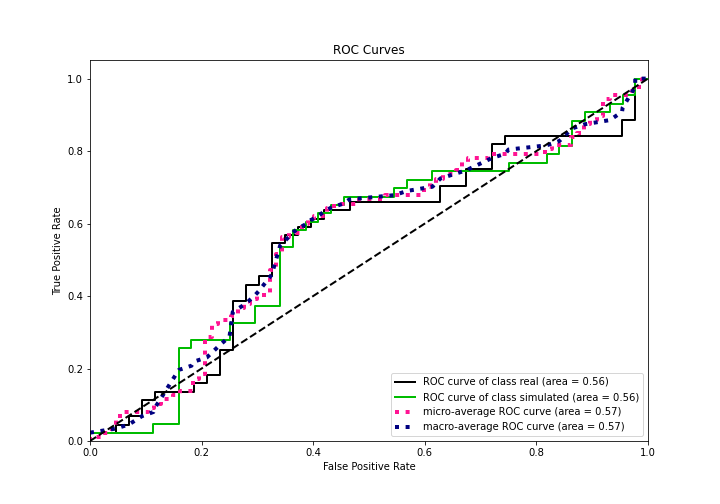 ROC Curves
True Positive Rate
1.0
0.8
0.6
0.4
0.2
0.0
0.0 0.2 0.4 0.6 0.8 1.0
False Positive Rate
ROC curve of class real (area = 0.56)
ROC curve of class simulated (area = 0.56)
micro-average ROC curve (area = 0.57)
macro-average ROC curve (area = 0.57)